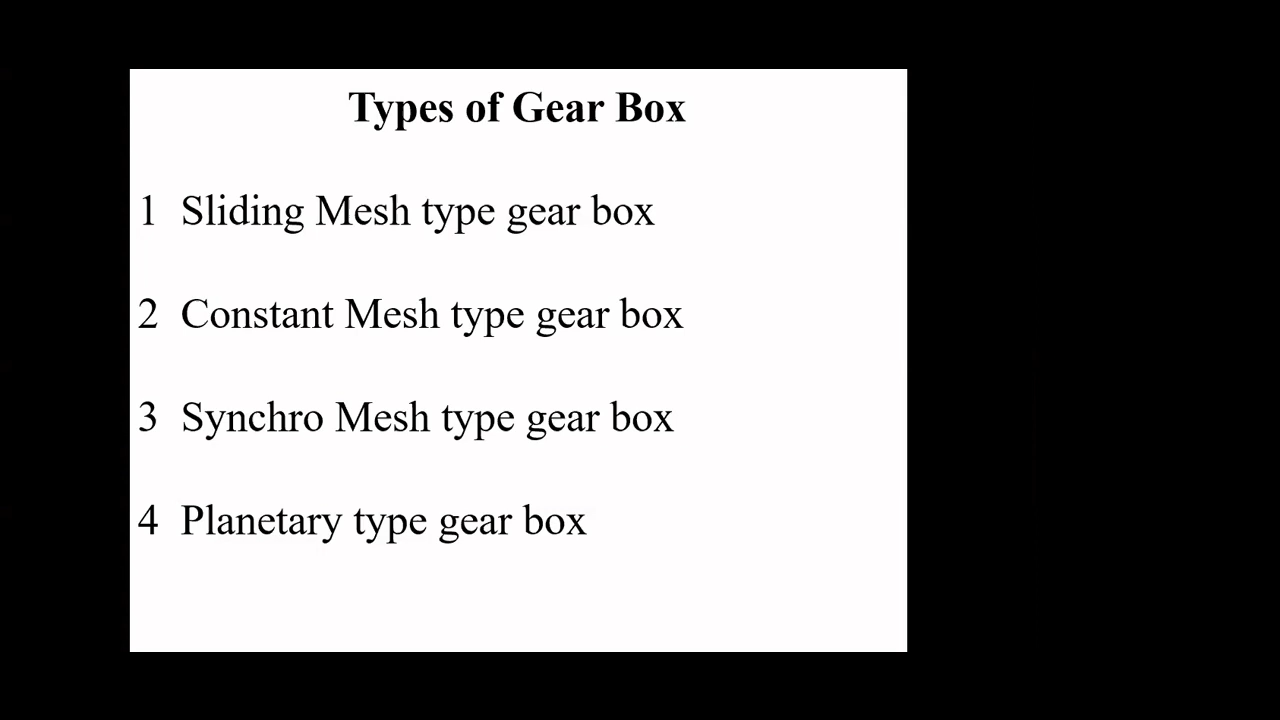 Types of Gear Box
1 Sliding Mesh type gear box
2 Constant Mesh type gear box
3 Synchro Mesh type gear box
4 Planetary type gear box